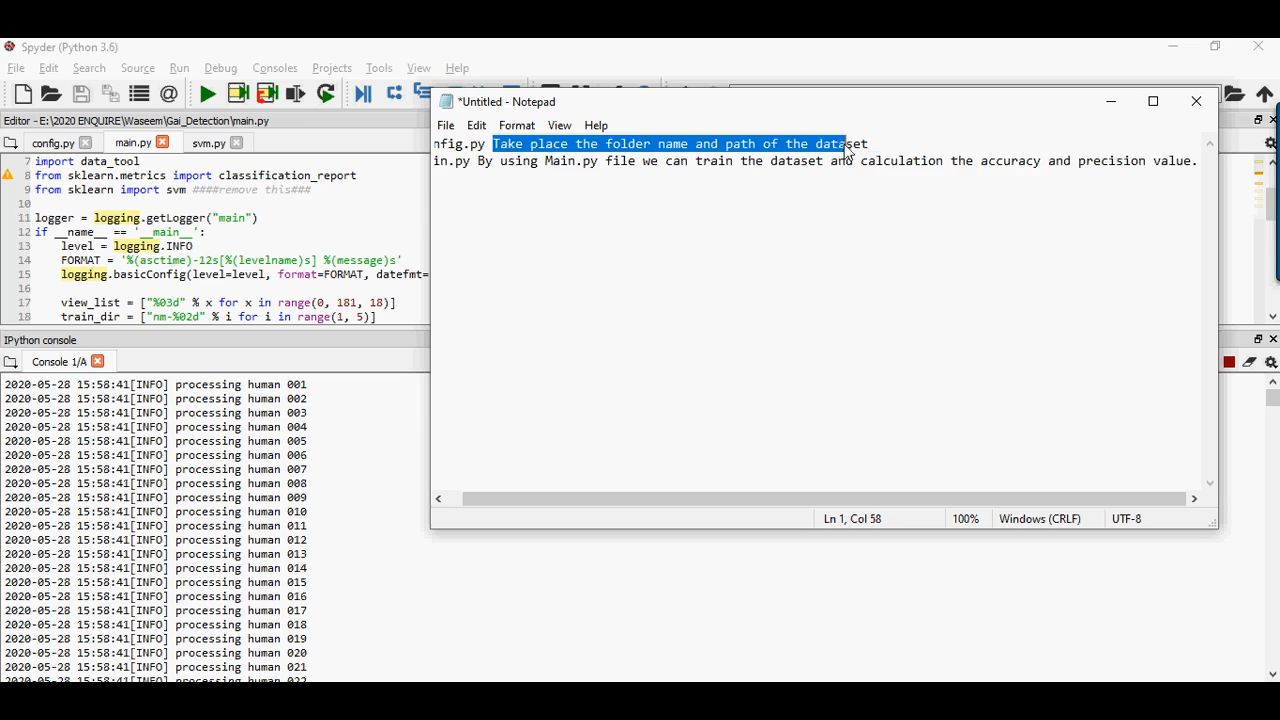 Spyder (Python 3.6)
File Edit Search Source Run Debug Consoles Projects Tools View Help
Editor - E:\2020 ENQUIRE\Waseem\Gai_Detection\main.py
config.py main.py svm.py
7 import data_tool
8 from sklearn.metrics import classification_report
9 from sklearn import svm ####remove this###
10
11 logger = logging.getLogger("main")
12 if __name__ == '__main__':
13 level = logging.INFO
14 FORMAT = '%(asctime)-12s[%(levelname)s] %(message)s'
15 logging.basicConfig(level=level, format=FORMAT, datefmt=
16
17 view_list = ["%03d" % x for x in range(0, 181, 18)]
18 train_dir = ["nm-%02d" % i for i in range(1, 5)]
IPython console
Console 1/A
2020-05-28 15:58:41[INFO] processing human 001
2020-05-28 15:58:41[INFO] processing human 002
2020-05-28 15:58:41[INFO] processing human 003
2020-05-28 15:58:41[INFO] processing human 004
2020-05-28 15:58:41[INFO] processing human 005
2020-05-28 15:58:41[INFO] processing human 006
2020-05-28 15:58:41[INFO] processing human 007
2020-05-28 15:58:41[INFO] processing human 008
2020-05-28 15:58:41[INFO] processing human 009
2020-05-28 15:58:41[INFO] processing human 010
2020-05-28 15:58:41[INFO] processing human 011
2020-05-28 15:58:41[INFO] processing human 012
2020-05-28 15:58:41[INFO] processing human 013
2020-05-28 15:58:41[INFO] processing human 014
2020-05-28 15:58:41[INFO] processing human 015
2020-05-28 15:58:41[INFO] processing human 016
2020-05-28 15:58:41[INFO] processing human 017
2020-05-28 15:58:41[INFO] processing human 018
2020-05-28 15:58:41[INFO] processing human 019
2020-05-28 15:58:41[INFO] processing human 020
2020-05-28 15:58:41[INFO] processing human 021
2020-05-28 15:58:41[INFO] processing human 022
*Untitled - Notepad
File Edit Format View Help
nfig.py Take place the folder name and path of the dataset
in.py By using Main.py file we can train the dataset and calculation the accuracy and precision value.
Ln 1, Col 58 100% Windows (CRLF) UTF-8